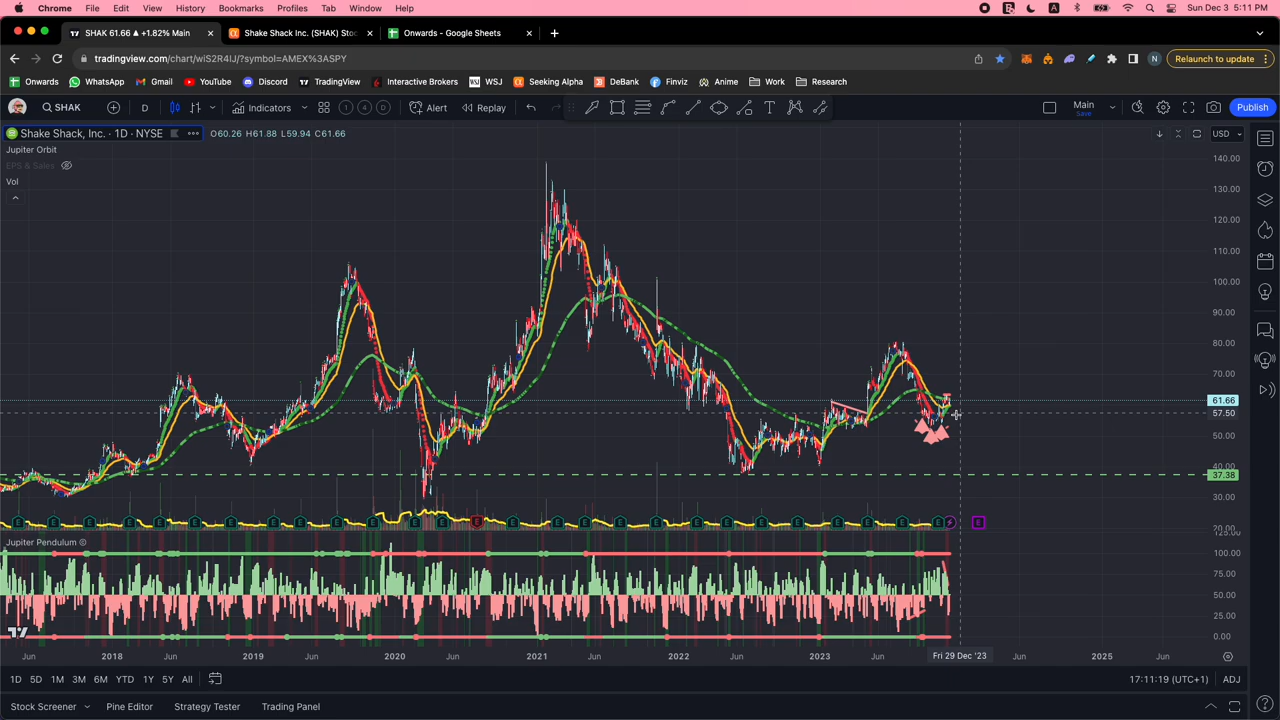 Chrome File Edit View History Bookmarks Profiles Tab Window Help A Sun Dec 3 5:11 PM
SHAK 61.66 ▲ +1.82% Main Shake Shack Inc. (SHAK) Stoc Onwards - Google Sheets
tradingview.com/chart/wiS2R4IJ/?symbol=AMEX%3ASPY N Relaunch to update
Onwards WhatsApp Gmail YouTube Discord TradingView Interactive Brokers WSJ WSJ Seeking Alpha DeBank Finviz Anime Work Research
SHAK D Indicators 1 4 D Alert Replay Main Save Publish
Shake Shack, Inc. · 1D · NYSE O60.26 H61.88 L59.94 C61.66 USD
Jupiter Orbit
EPS & Sales
Vol
140.00
130.00
120.00
110.00
100.00
90.00
80.00
70.00
61.66
57.50
50.00
40.00
37.38
30.00
20.00
E E E E E E E E E E E E E E E E E E E E E E E E E E E
125.00
Jupiter Pendulum
100.00
75.00
50.00
25.00
0.00
Jun 2018 Jun 2019 Jun 2020 Jun 2021 Jun 2022 Jun 2023 Jun Fri 29 Dec '23 Jun 2025 Jun
1D 5D 1M 3M 6M YTD 1Y 5Y All 17:11:19 (UTC+1) ADJ
Stock Screener Pine Editor Strategy Tester Trading Panel